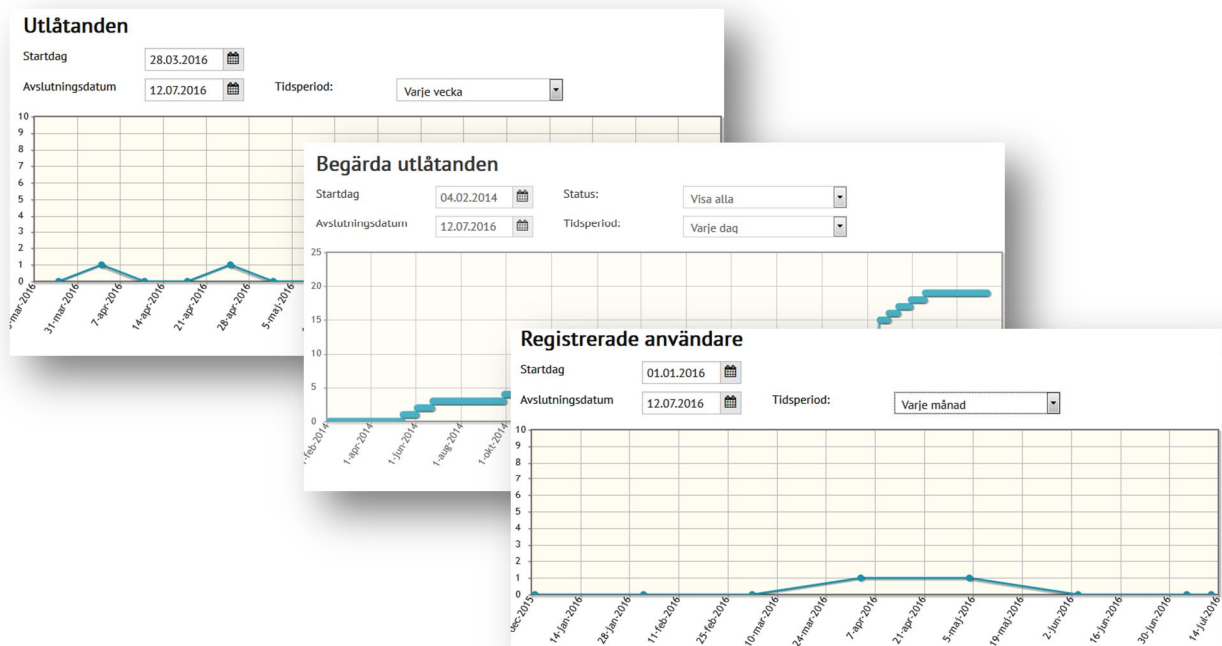 Utlåtanden
Startdag 28.03.2016
Avslutningsdatum 12.07.2016 Tidsperiod: Varje vecka
10
9
8
7
6
5
4
3
2
1
0
31-mar-2016 7-apr-2016 14-apr-2016 21-apr-2016 28-apr-2016 5-maj-2016
Begärda utlåtanden
Startdag 04.02.2014 Status: Visa alla
Avslutningsdatum 12.07.2016 Tidsperiod: Varje dag
25
20
15
10
5
0
1-feb-2014 1-apr-2014 1-jun-2014 1-aug-2014 1-okt-2014
Registrerade användare
Startdag 01.01.2016
Avslutningsdatum 12.07.2016 Tidsperiod: Varje månad
10
9
8
7
6
5
4
3
2
1
0
dec-2015 14-jan-2016 28-jan-2016 11-feb-2016 25-feb-2016 10-mar-2016 24-mar-2016 7-apr-2016 21-apr-2016 5-maj-2016 19-maj-2016 2-jun-2016 16-jun-2016 30-jun-2016 14-jul-2016